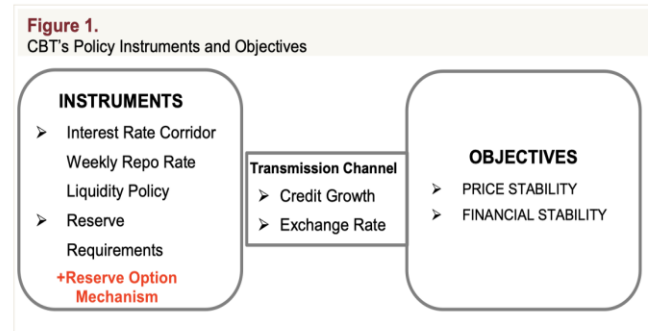 Figure 1.
CBT's Policy Instruments and Objectives
INSTRUMENTS
➢ Interest Rate Corridor
Weekly Repo Rate
Liquidity Policy
➢ Reserve
Requirements
+Reserve Option
Mechanism
Transmission Channel
➢ Credit Growth
➢ Exchange Rate
OBJECTIVES
➢ PRICE STABILITY
➢ FINANCIAL STABILITY